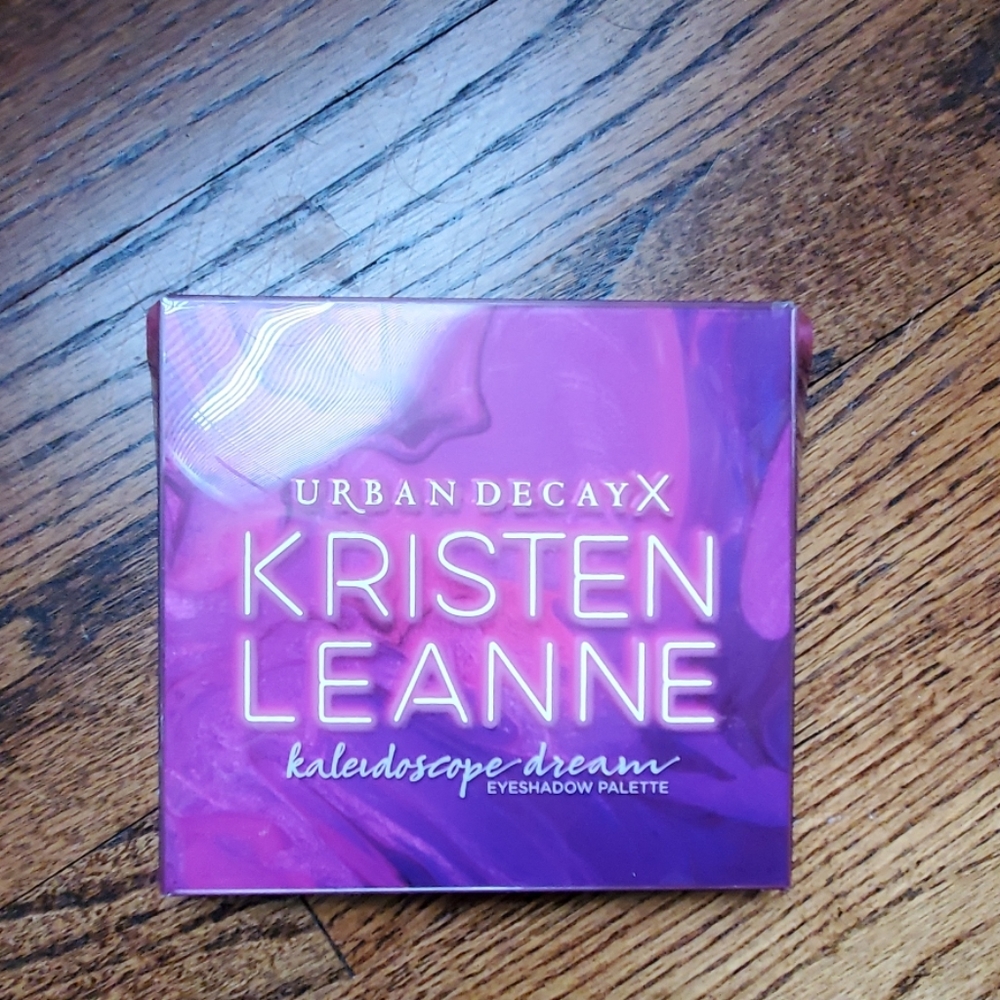 URBAN DECAY X
KRISTEN
LEANNE
kaleidoscope dream
EYESHADOW PALETTE